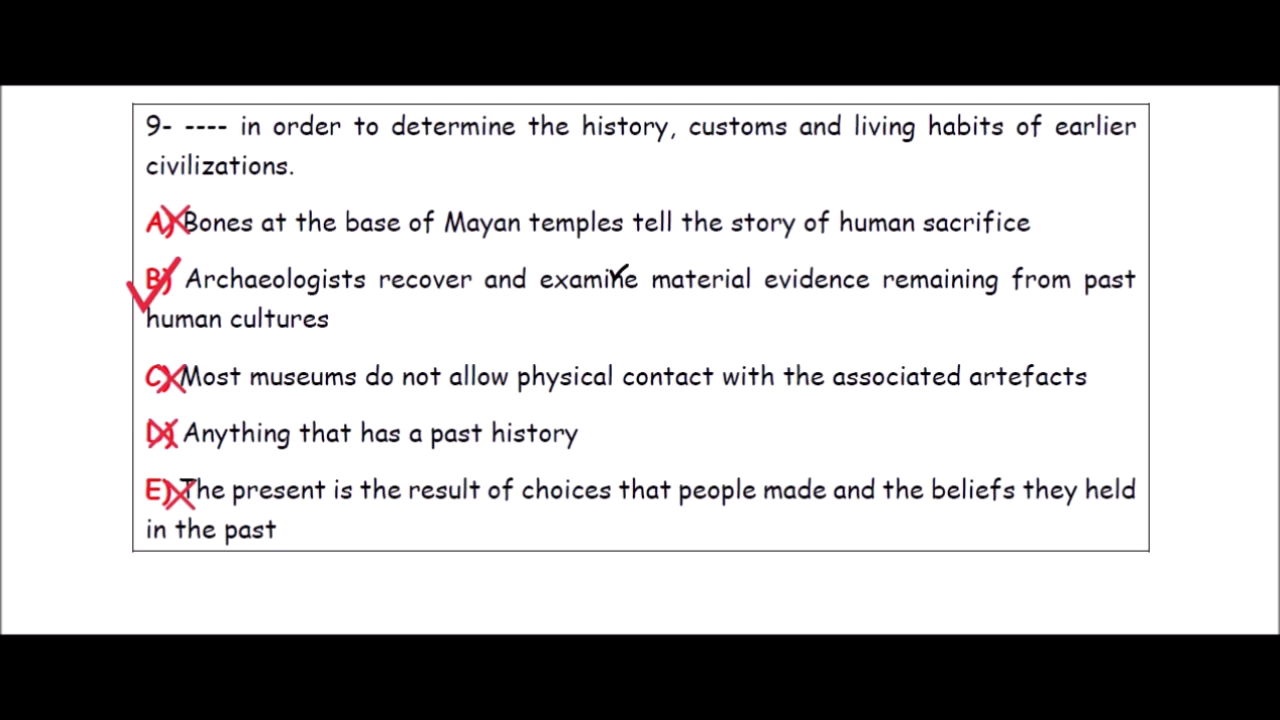 9- ---- in order to determine the history, customs and living habits of earlier
civilizations.
A) Bones at the base of Mayan temples tell the story of human sacrifice
B) Archaeologists recover and examine material evidence remaining from past
human cultures
C) Most museums do not allow physical contact with the associated artefacts
D) Anything that has a past history
E) The present is the result of choices that people made and the beliefs they held
in the past